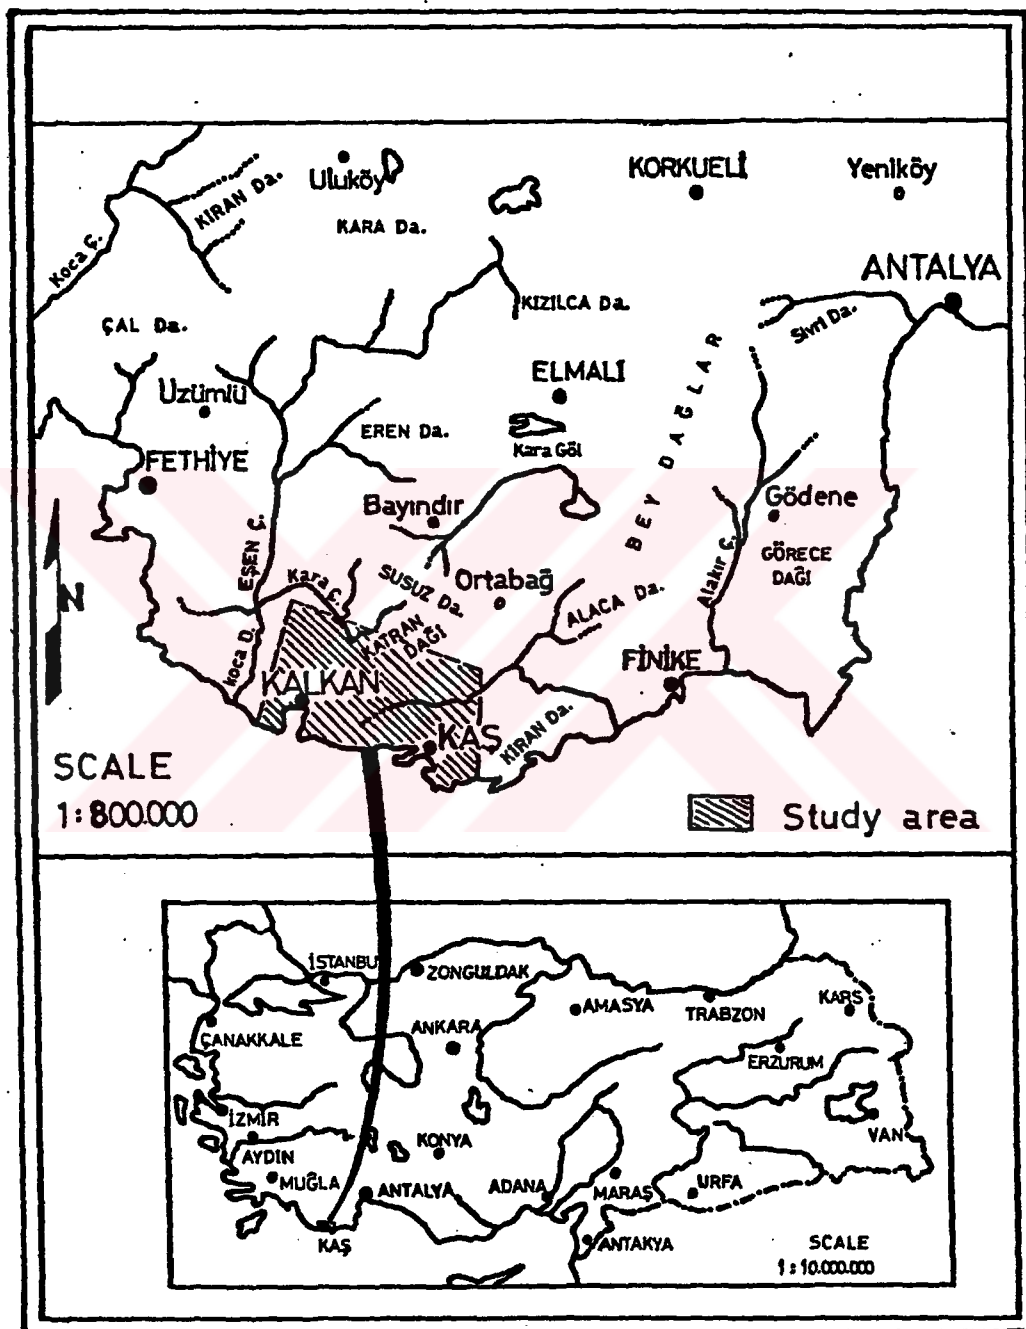 Uluköy
KORKUELİ
Yeniköy
KIRAN Da.
KARA Da.
Koca Ç.
ANTALYA
KIZILCA Da.
Sivri Da.
ÇAL Da.
BEY DAĞLAR
ELMALI
Üzümlü
EREN Da.
Kara Göl
FETHİYE
Bayındır
Gödene
EŞEN Ç.
Alakır Ç.
GÖRECE
DAĞI
Kara Ç.
SUSUZ Da.
Ortabağ
N
ALACA Da.
KATRAN
DAĞI
koca D.
FİNİKE
KALKAN
KAŞ
KIRAN Da.
SCALE
1:800.000
Study area
İSTANBU
ZONGULDAK
AMASYA
TRABZON
KARS
ÇANAKKALE
ANKARA
ERZURUM
İZMİR
KONYA
VAN
AYDIN
MUĞLA
ANTALYA
ADANA
MARAŞ
URFA
KAŞ
ANTAKYA
SCALE
1:10.000.000